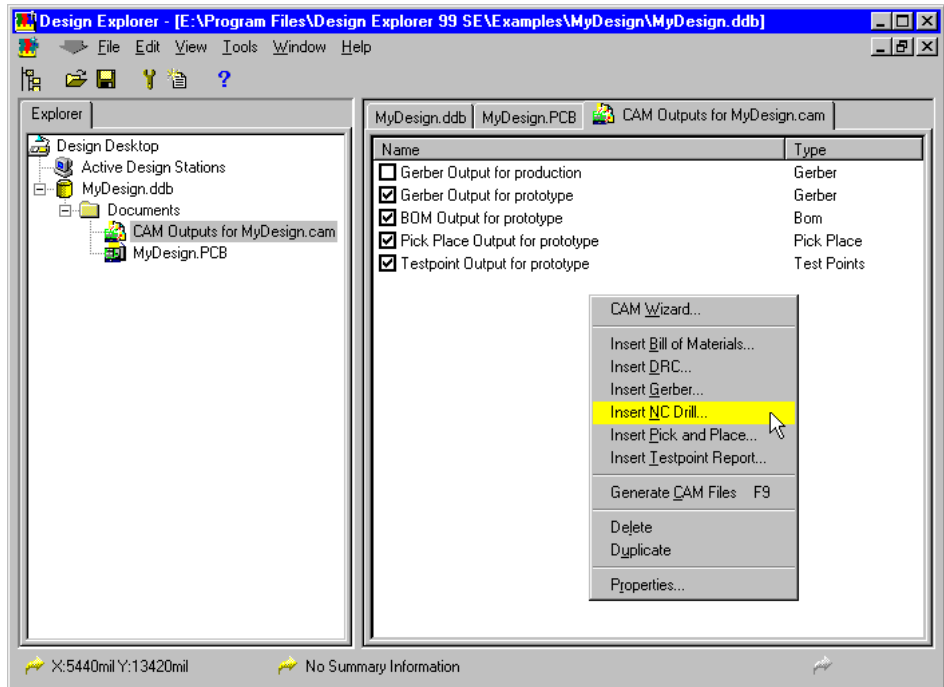 Design Explorer - [E:\Program Files\Design Explorer 99 SE\Examples\MyDesign\MyDesign.ddb]
File Edit View Tools Window Help
?
Explorer
Design Desktop
Active Design Stations
MyDesign.ddb
Documents
CAM Outputs for MyDesign.cam
MyDesign.PCB
MyDesign.ddb MyDesign.PCB CAM Outputs for MyDesign.cam
Name Type
Gerber Output for production Gerber
Gerber Output for prototype Gerber
BOM Output for prototype Bom
Pick Place Output for prototype Pick Place
Testpoint Output for prototype Test Points
CAM Wizard...
Insert Bill of Materials...
Insert DRC...
Insert Gerber...
Insert NC Drill...
Insert Pick and Place...
Insert Testpoint Report...
Generate CAM Files F9
Delete
Duplicate
Properties...
X:5440mil Y:13420mil No Summary Information